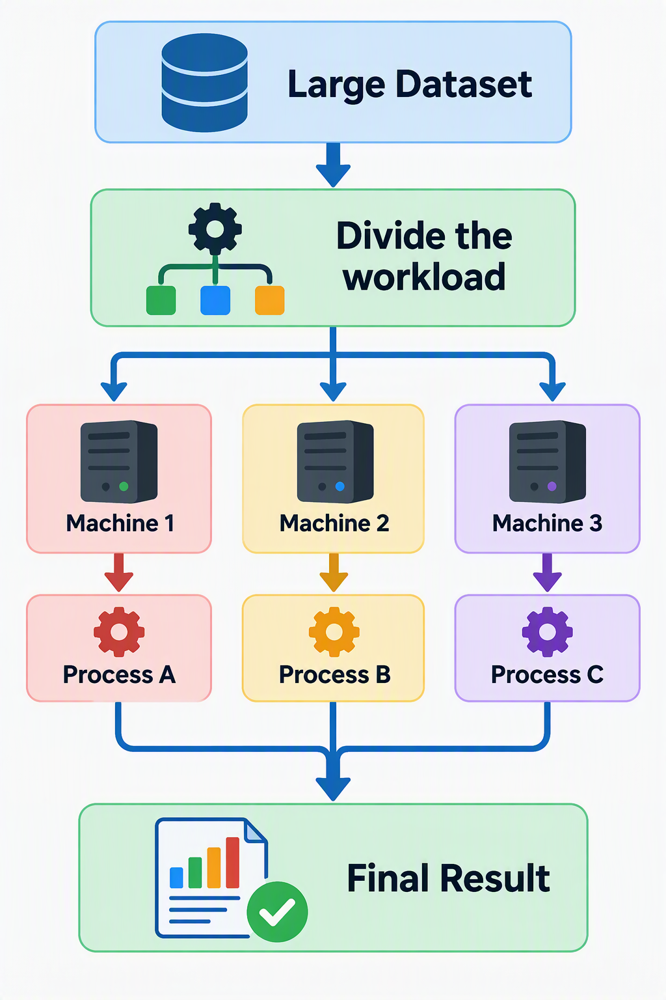 Large Dataset
Divide the
workload
Machine 1
Machine 2
Machine 3
Process A
Process B
Process C
Final Result